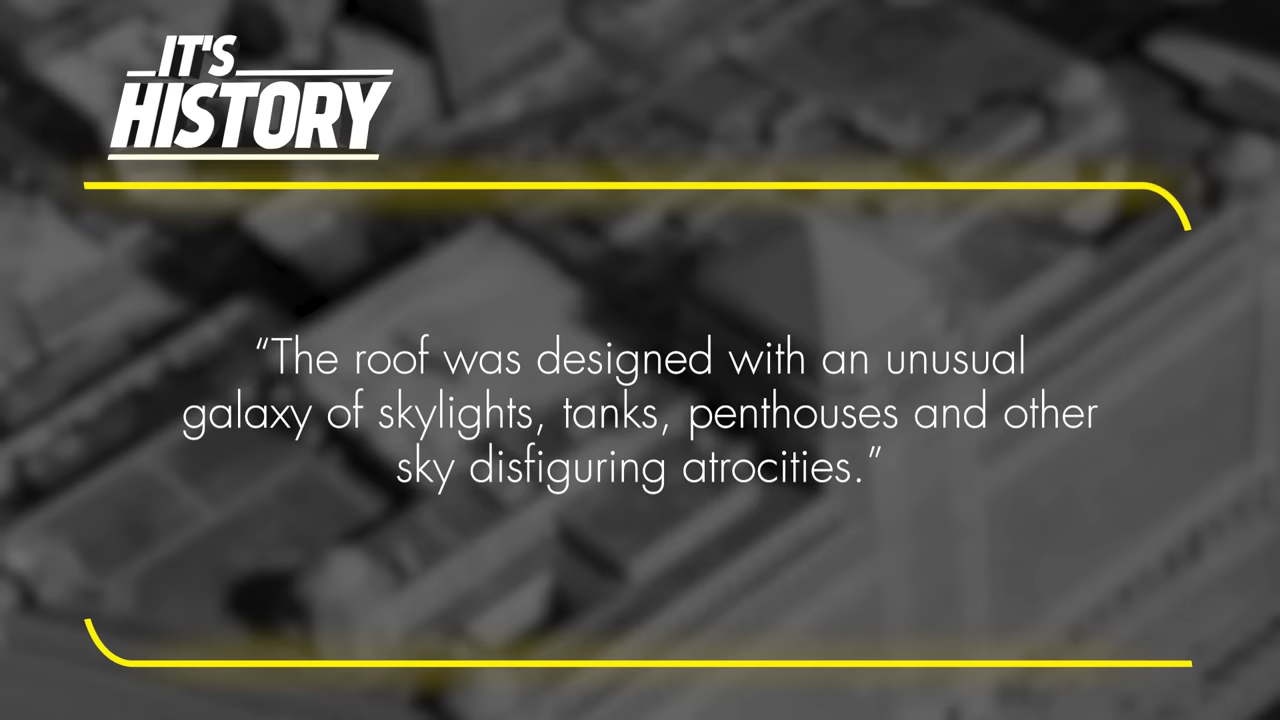 IT'S
HISTORY
“The roof was designed with an unusual
galaxy of skylights, tanks, penthouses and other
sky disfiguring atrocities.”